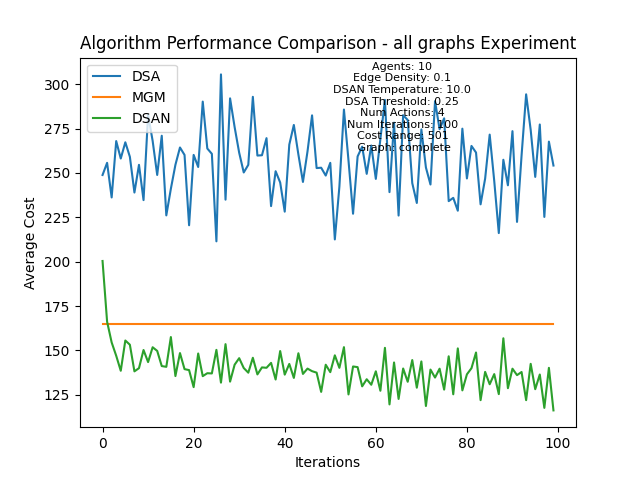 Algorithm Performance Comparison - all graphs Experiment
DSA
MGM
DSAN
Agents: 10
Edge Density: 0.1
DSAN Temperature: 10.0
DSA Threshold: 0.25
Num Actions: 4
Num Iterations: 100
Cost Range: 501
Graph: complete
Average Cost
300
275
250
225
200
175
150
125
0
20
40
60
80
100
Iterations